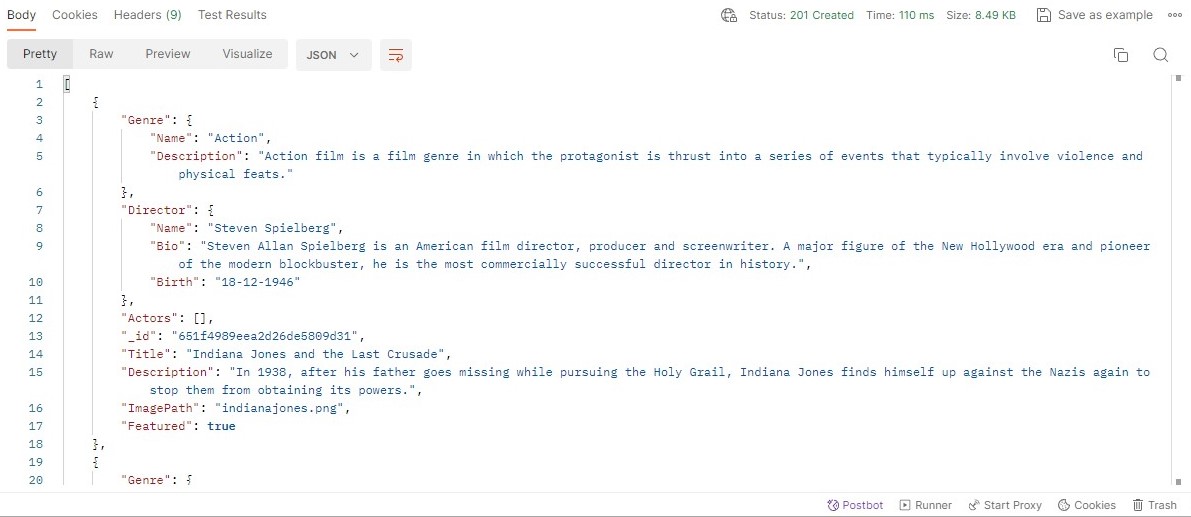 Body Cookies Headers (9) Test Results Status: 201 Created Time: 110 ms Size: 8.49 KB Save as example
Pretty Raw Preview Visualize JSON
1 [
2 {
3 "Genre": {
4 "Name": "Action",
5 "Description": "Action film is a film genre in which the protagonist is thrust into a series of events that typically involve violence and
physical feats."
6 },
7 "Director": {
8 "Name": "Steven Spielberg",
9 "Bio": "Steven Allan Spielberg is an American film director, producer and screenwriter. A major figure of the New Hollywood era and pioneer
of the modern blockbuster, he is the most commercially successful director in history.",
10 "Birth": "18-12-1946"
11 },
12 "Actors": [],
13 "_id": "651f4989eea2d26de5809d31",
14 "Title": "Indiana Jones and the Last Crusade",
15 "Description": "In 1938, after his father goes missing while pursuing the Holy Grail, Indiana Jones finds himself up against the Nazis again to
stop them from obtaining its powers.",
16 "ImagePath": "indianajones.png",
17 "Featured": true
18 },
19 {
20 "Genre": {
Postbot Runner Start Proxy Cookies Trash